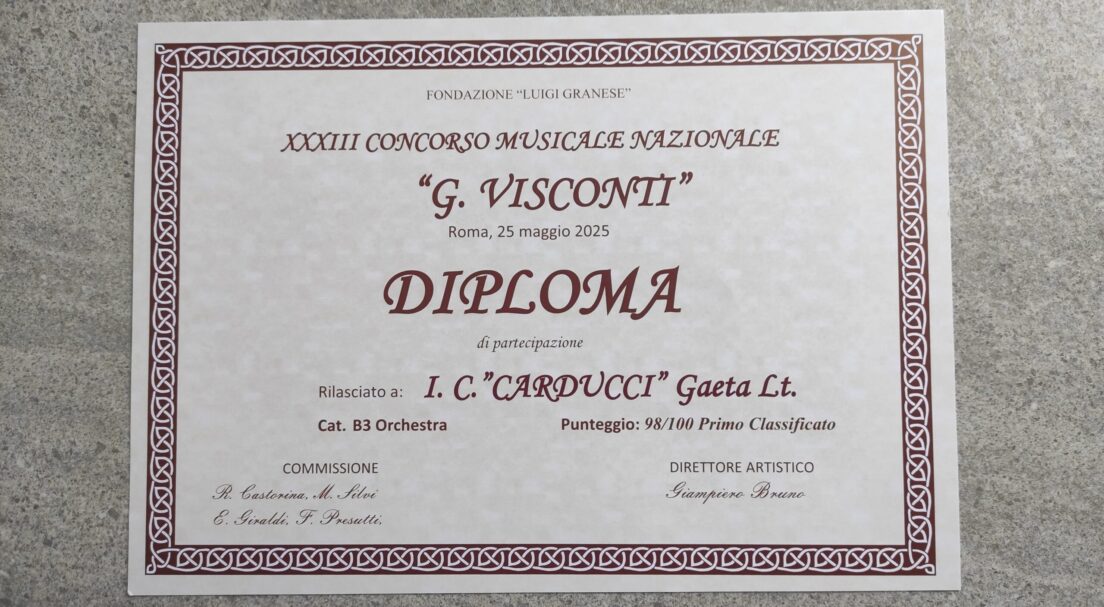 FONDAZIONE “LUIGI GRANESE”
XXXIII CONCORSO MUSICALE NAZIONALE
“G. VISCONTI”
Roma, 25 maggio 2025
DIPLOMA
di partecipazione
Rilasciato a: I. C.”CARDUCCI” Gaeta Lt.
Cat. B3 Orchestra Punteggio: 98/100 Primo Classificato
COMMISSIONE DIRETTORE ARTISTICO
R. Castorina, M. Silvi Giampiero Bruno
E. Giraldi, F. Presutti,